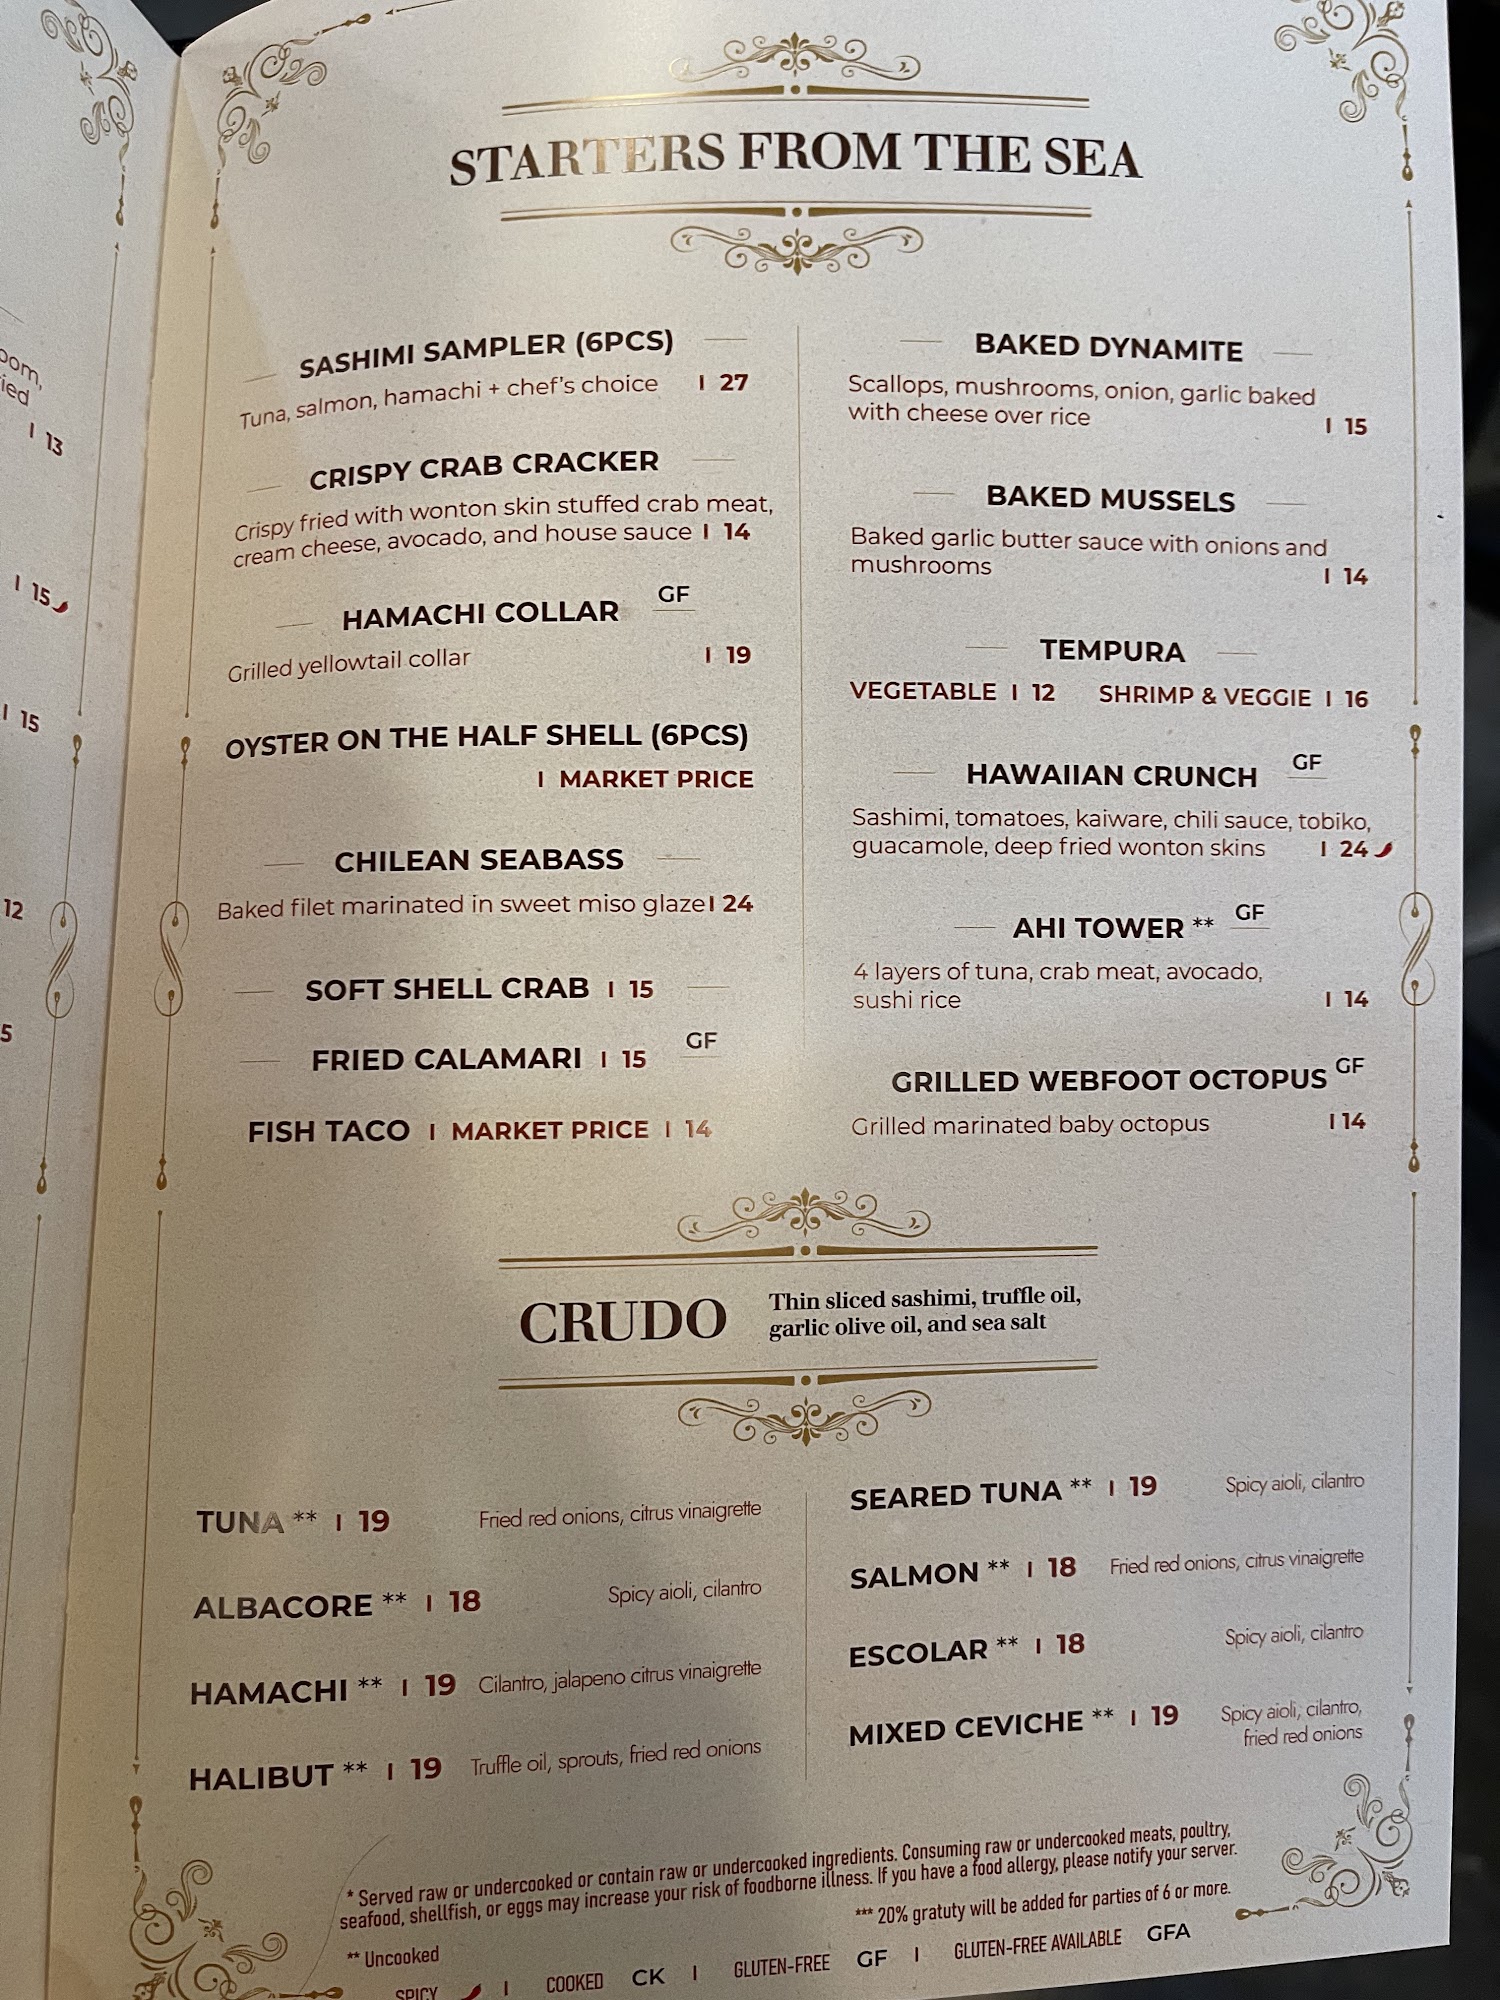 oom,
ied
I 13
I 15
I 15
12
5
STARTERS FROM THE SEA
SASHIMI SAMPLER (6PCS)
Tuna, salmon, hamachi + chef's choice I 27
CRISPY CRAB CRACKER
Crispy fried with wonton skin stuffed crab meat,
cream cheese, avocado, and house sauce I 14
HAMACHI COLLAR GF
Grilled yellowtail collar I 19
OYSTER ON THE HALF SHELL (6PCS)
I MARKET PRICE
CHILEAN SEABASS
Baked filet marinated in sweet miso glaze I 24
SOFT SHELL CRAB I 15
FRIED CALAMARI I 15 GF
FISH TACO I MARKET PRICE I 14
BAKED DYNAMITE
Scallops, mushrooms, onion, garlic baked
with cheese over rice I 15
BAKED MUSSELS
Baked garlic butter sauce with onions and
mushrooms I 14
TEMPURA
VEGETABLE I 12 SHRIMP & VEGGIE I 16
HAWAIIAN CRUNCH GF
Sashimi, tomatoes, kaiware, chili sauce, tobiko,
guacamole, deep fried wonton skins I 24
AHI TOWER ** GF
4 layers of tuna, crab meat, avocado,
sushi rice I 14
GRILLED WEBFOOT OCTOPUS GF
Grilled marinated baby octopus I 14
CRUDO
Thin sliced sashimi, truffle oil,
garlic olive oil, and sea salt
TUNA ** I 19 Fried red onions, citrus vinaigrette
ALBACORE ** I 18 Spicy aioli, cilantro
HAMACHI ** I 19 Cilantro, jalapeno citrus vinaigrette
HALIBUT ** I 19 Truffle oil, sprouts, fried red onions
SEARED TUNA ** I 19 Spicy aioli, cilantro
SALMON ** I 18 Fried red onions, citrus vinaigrette
ESCOLAR ** I 18 Spicy aioli, cilantro
MIXED CEVICHE ** I 19 Spicy aioli, cilantro,
fried red onions
* Served raw or undercooked or contain raw or undercooked ingredients. Consuming raw or undercooked meats, poultry,
seafood, shellfish, or eggs may increase your risk of foodborne illness. If you have a food allergy, please notify your server.
*** 20% gratuty will be added for parties of 6 or more.
** Uncooked
SPICY I COOKED CK I GLUTEN-FREE GF I GLUTEN-FREE AVAILABLE GFA